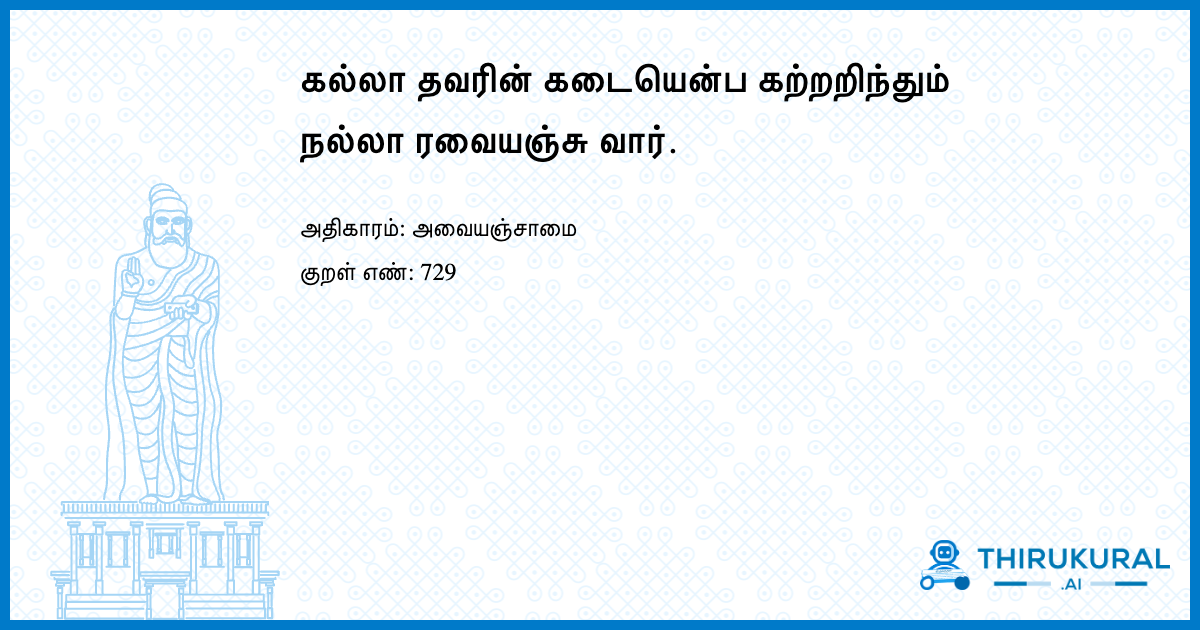 கல்லா தவரின் கடையென்ப கற்றறிந்தும்
நல்லா ரவையஞ்சு வார்.
அதிகாரம்: அவையஞ்சாமை
குறள் எண்: 729
THIRUKURAL
.AI